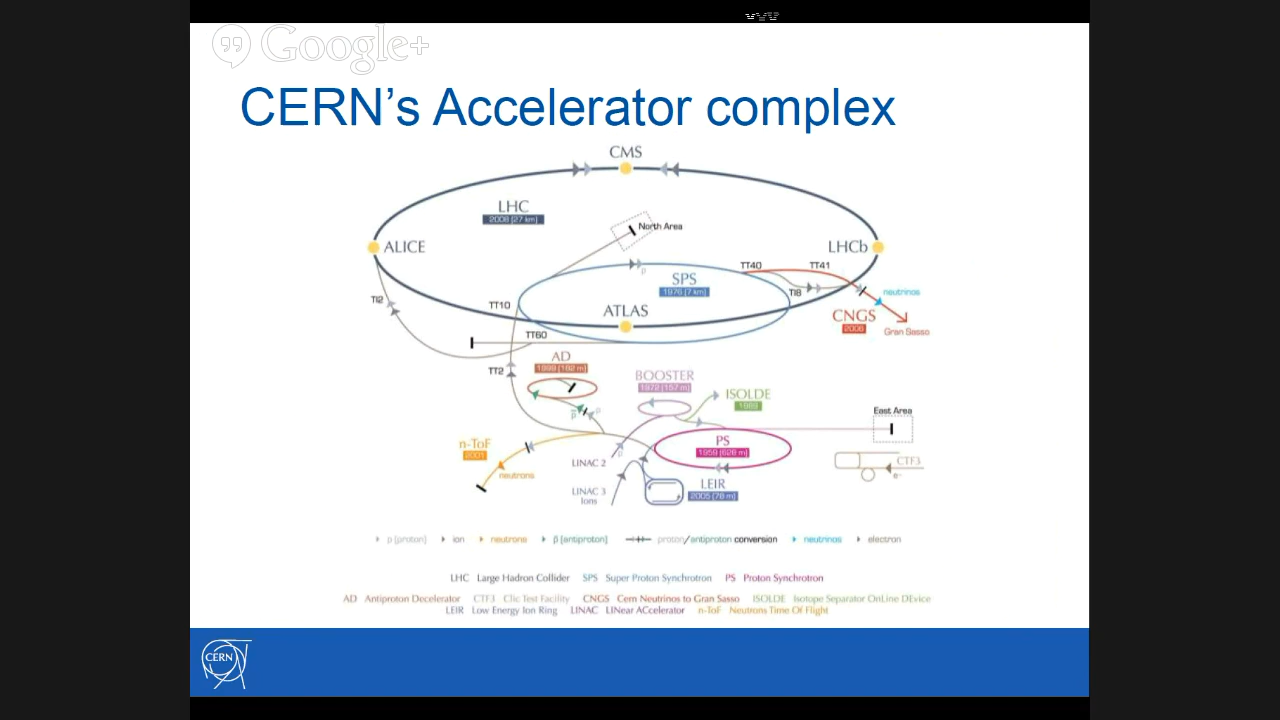 Google+
CERN's Accelerator complex
CMS
LHC
2008 (27 km)
North Area
ALICE
LHCb
TT40
TT41
SPS
1976 (7 km)
TI2
TT10
TI8
neutrinos
ATLAS
CNGS
2006
Gran Sasso
TT60
AD
1999 (182 m)
TT2
BOOSTER
1972 (157 m)
ISOLDE
1989
p
East Area
n-ToF
2001
PS
1959 (628 m)
LINAC 2
neutrons
CTF3
e-
LINAC 3
Ions
LEIR
2005 (78 m)
p (proton) ion neutrons p̄ (antiproton) proton/antiproton conversion neutrinos electron
LHC Large Hadron Collider SPS Super Proton Synchrotron PS Proton Synchrotron
AD Antiproton Decelerator CTF3 Clic Test Facility CNGS Cern Neutrinos to Gran Sasso ISOLDE Isotope Separator OnLine DEvice
LEIR Low Energy Ion Ring LINAC LINear ACcelerator n-ToF Neutrons Time Of Flight
CERN